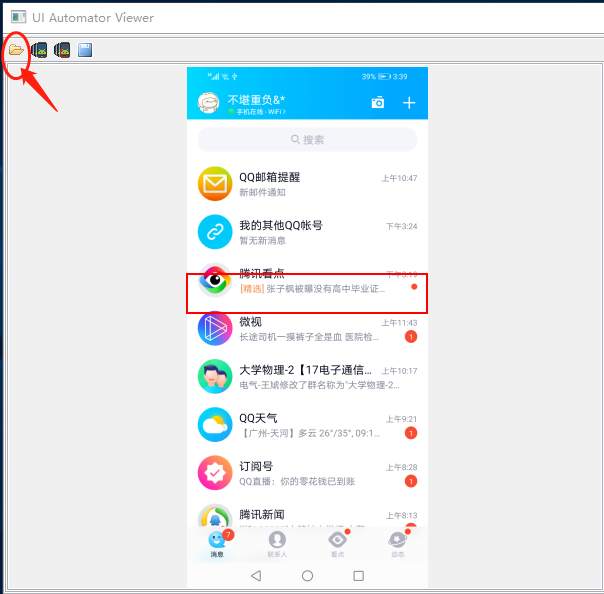 UI Automator Viewer
39% 3:39
不堪重负&*
手机在线 · WiFi >
搜索
QQ邮箱提醒 上午10:47
新邮件通知
我的其他QQ帐号 下午3:24
暂无新消息
腾讯看点 下午3:19
[精选] 张子枫被曝没有高中毕业证...
微视 上午11:43
长途司机一摸裤子全是血 医院检... 1
大学物理-2【17电子通信... 上午10:17
电气-王斌修改了群名称为"大学物理-2...
QQ天气 上午9:21
【广州-天河】多云 26°/35°, 09:1... 1
订阅号 上午8:28
QQ直播：你的零花钱已到账 1
腾讯新闻 上午8:13
7
消息 联系人 看点 动态